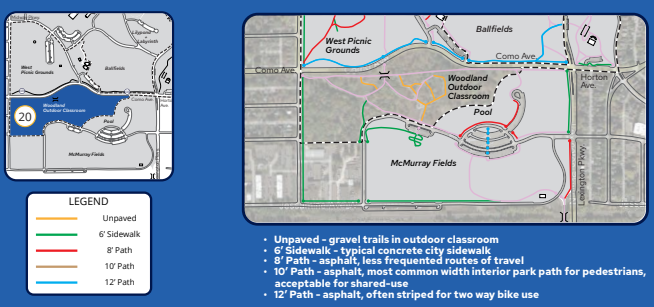 West
Picnic Grounds
Ballfields
Lilypond
Labyrinth
Como Ave.
Woodland
Outdoor Classroom
20
Pool
McMurray Fields
LEGEND
Unpaved
6' Sidewalk
8' Path
10' Path
12' Path
Ballfields
West Picnic
Grounds
Como Ave.
Como Ave.
Horton
Ave.
Woodland
Outdoor
Classroom
Pool
McMurray Fields
Lexington Pkwy.
• Unpaved - gravel trails in outdoor classroom
• 6' Sidewalk - typical concrete city sidewalk
• 8' Path - asphalt, less frequented routes of travel
• 10' Path - asphalt, most common width interior park path for pedestrians,
acceptable for shared-use
• 12' Path - asphalt, often striped for two way bike use